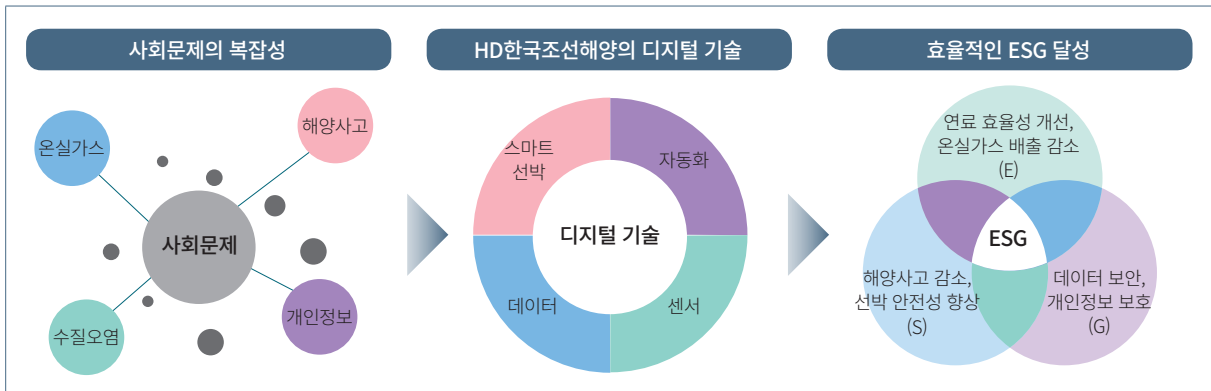 사회문제의 복잡성
온실가스
해양사고
사회문제
수질오염
개인정보
HD한국조선해양의 디지털 기술
스마트
선박
자동화
디지털 기술
데이터
센서
효율적인 ESG 달성
연료 효율성 개선,
온실가스 배출 감소
(E)
ESG
해양사고 감소,
선박 안전성 향상
(S)
데이터 보안,
개인정보 보호
(G)